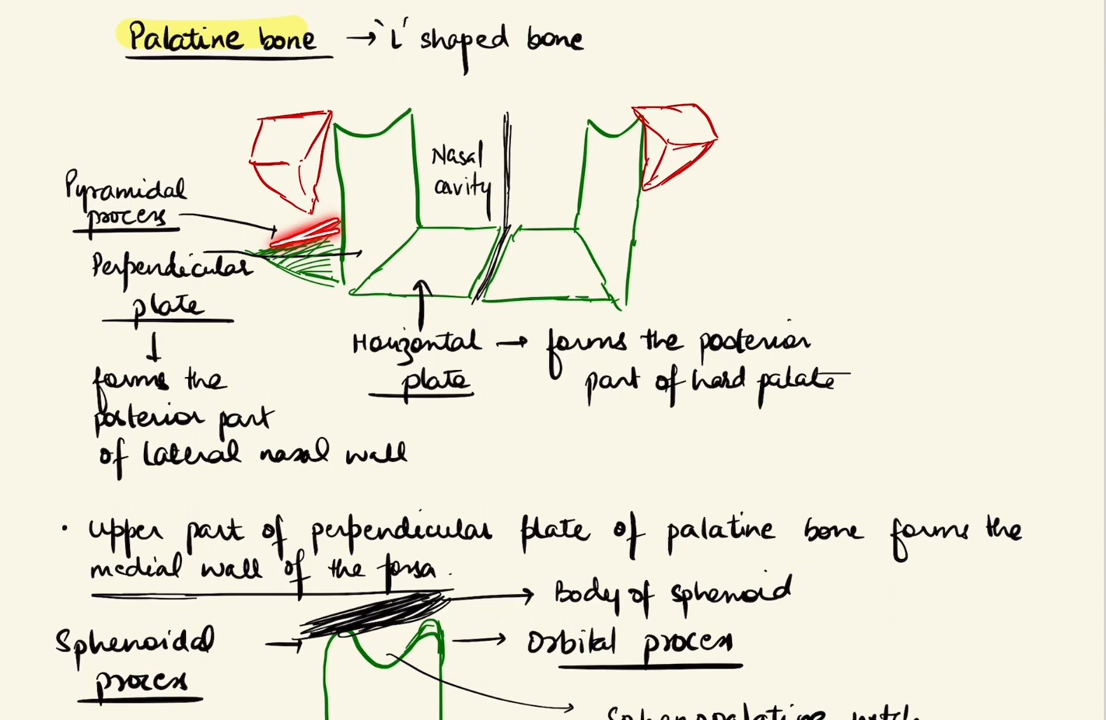 Palatine bone → 'L' shaped bone
Nasal
cavity
Pyramidal
process
Perpendicular
plate
↓
forms the
posterior part
of lateral nasal wall
Horizontal → forms the posterior
plate part of hard palate
· Upper part of perpendicular plate of palatine bone forms the
medial wall of the fossa.
→ Body of sphenoid
Sphenoidal →
process
→ Orbital process
Sphenopalatine notch